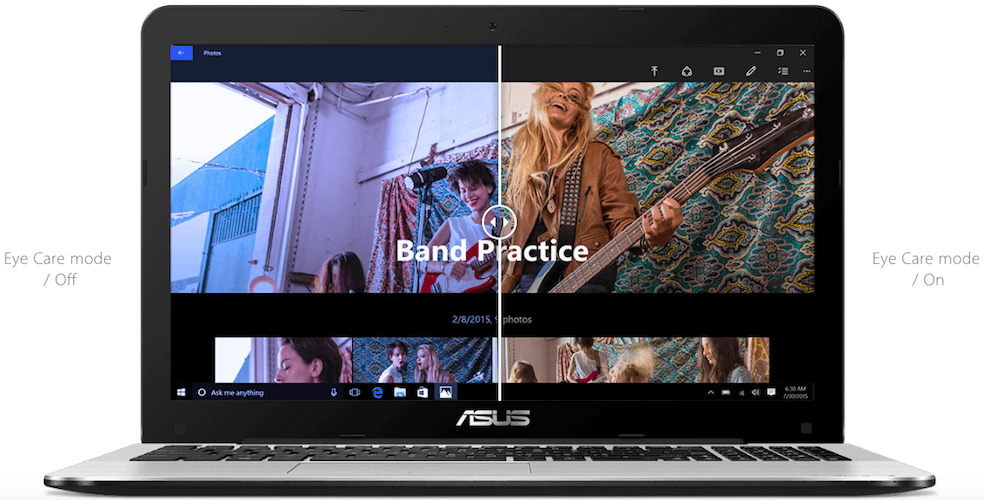 Photos
Band Practice
2/8/2015, 9 photos
Eye Care mode
/ Off
Eye Care mode
/ On
Ask me anything
6:30 AM
7/30/2015
ASUS